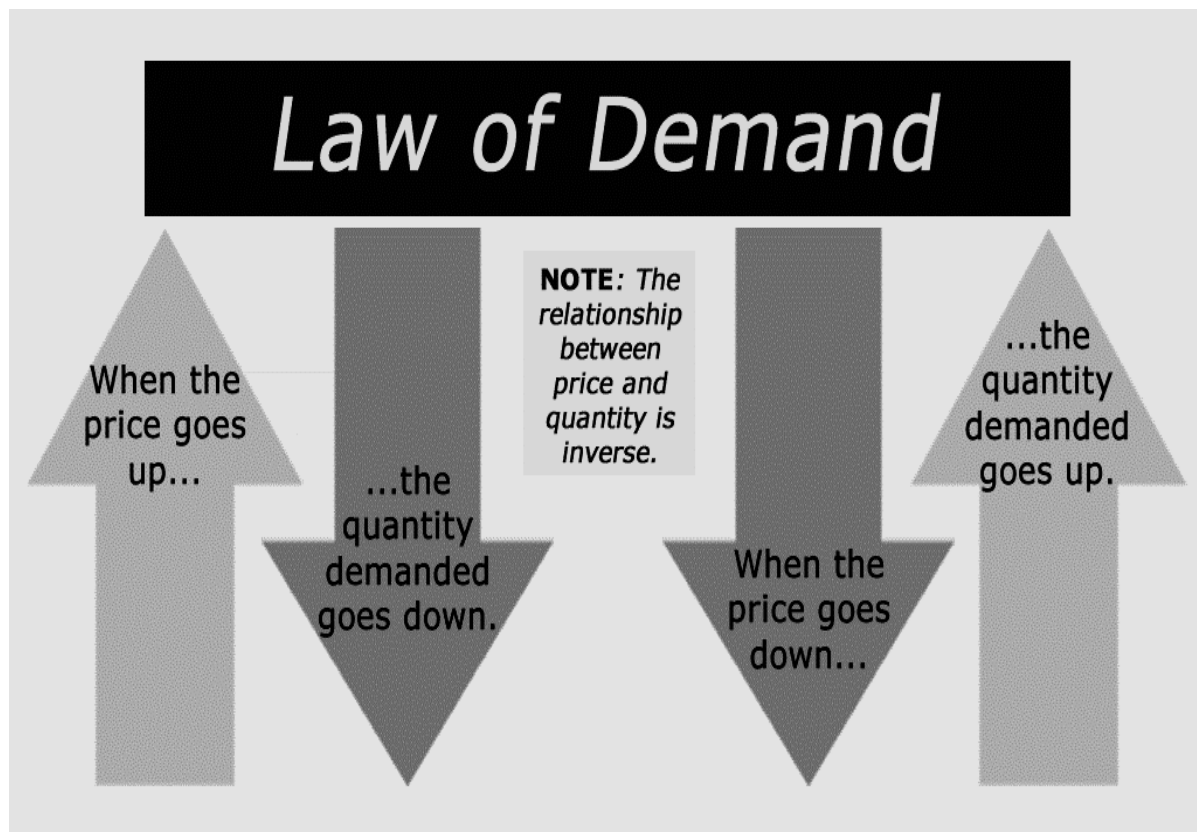 Law of Demand
When the
price goes
up...
...the
quantity
demanded
goes down.
NOTE: The
relationship
between
price and
quantity is
inverse.
When the
price goes
down...
...the
quantity
demanded
goes up.